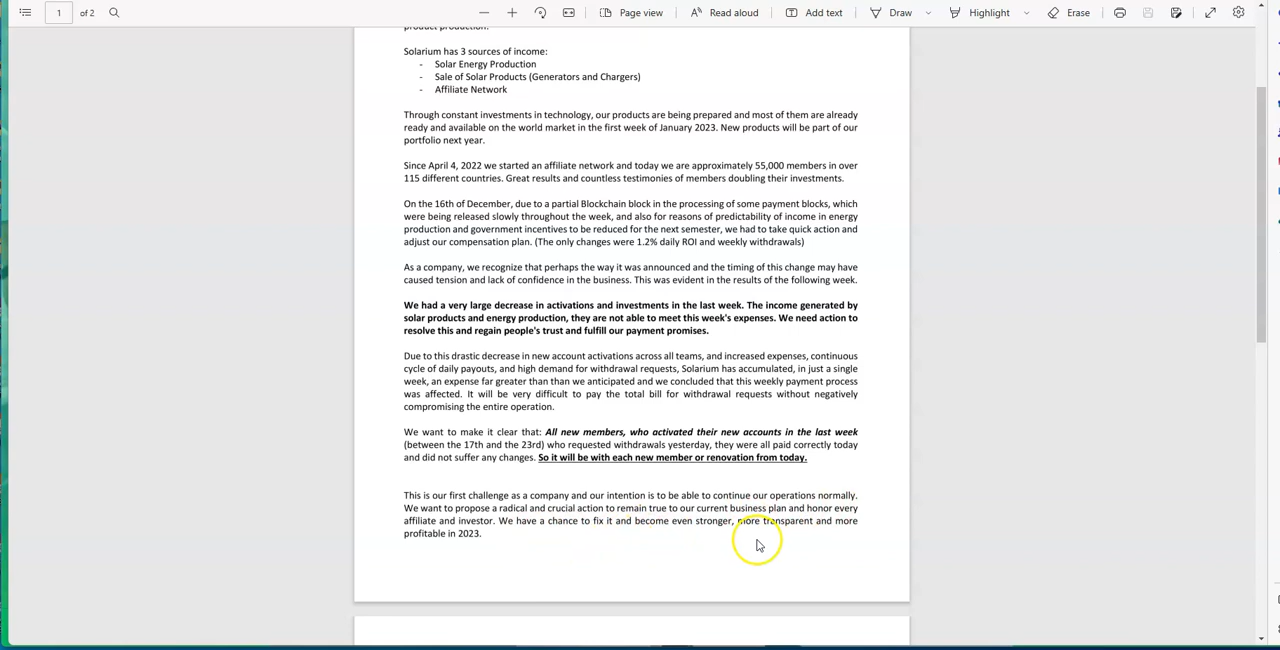 1 of 2
Page view
Read aloud
Add text
Draw
Highlight
Erase
product production.
Solarium has 3 sources of income:
- Solar Energy Production
- Sale of Solar Products (Generators and Chargers)
- Affiliate Network
Through constant investments in technology, our products are being prepared and most of them are already
ready and available on the world market in the first week of January 2023. New products will be part of our
portfolio next year.
Since April 4, 2022 we started an affiliate network and today we are approximately 55,000 members in over
115 different countries. Great results and countless testimonies of members doubling their investments.
On the 16th of December, due to a partial Blockchain block in the processing of some payment blocks, which
were being released slowly throughout the week, and also for reasons of predictability of income in energy
production and government incentives to be reduced for the next semester, we had to take quick action and
adjust our compensation plan. (The only changes were 1.2% daily ROI and weekly withdrawals)
As a company, we recognize that perhaps the way it was announced and the timing of this change may have
caused tension and lack of confidence in the business. This was evident in the results of the following week.
We had a very large decrease in activations and investments in the last week. The income generated by
solar products and energy production, they are not able to meet this week's expenses. We need action to
resolve this and regain people's trust and fulfill our payment promises.
Due to this drastic decrease in new account activations across all teams, and increased expenses, continuous
cycle of daily payouts, and high demand for withdrawal requests, Solarium has accumulated, in just a single
week, an expense far greater than than we anticipated and we concluded that this weekly payment process
was affected. It will be very difficult to pay the total bill for withdrawal requests without negatively
compromising the entire operation.
We want to make it clear that: All new members, who activated their new accounts in the last week
(between the 17th and the 23rd) who requested withdrawals yesterday, they were all paid correctly today
and did not suffer any changes. So it will be with each new member or renovation from today.
This is our first challenge as a company and our intention is to be able to continue our operations normally.
We want to propose a radical and crucial action to remain true to our current business plan and honor every
affiliate and investor. We have a chance to fix it and become even stronger, more transparent and more
profitable in 2023.